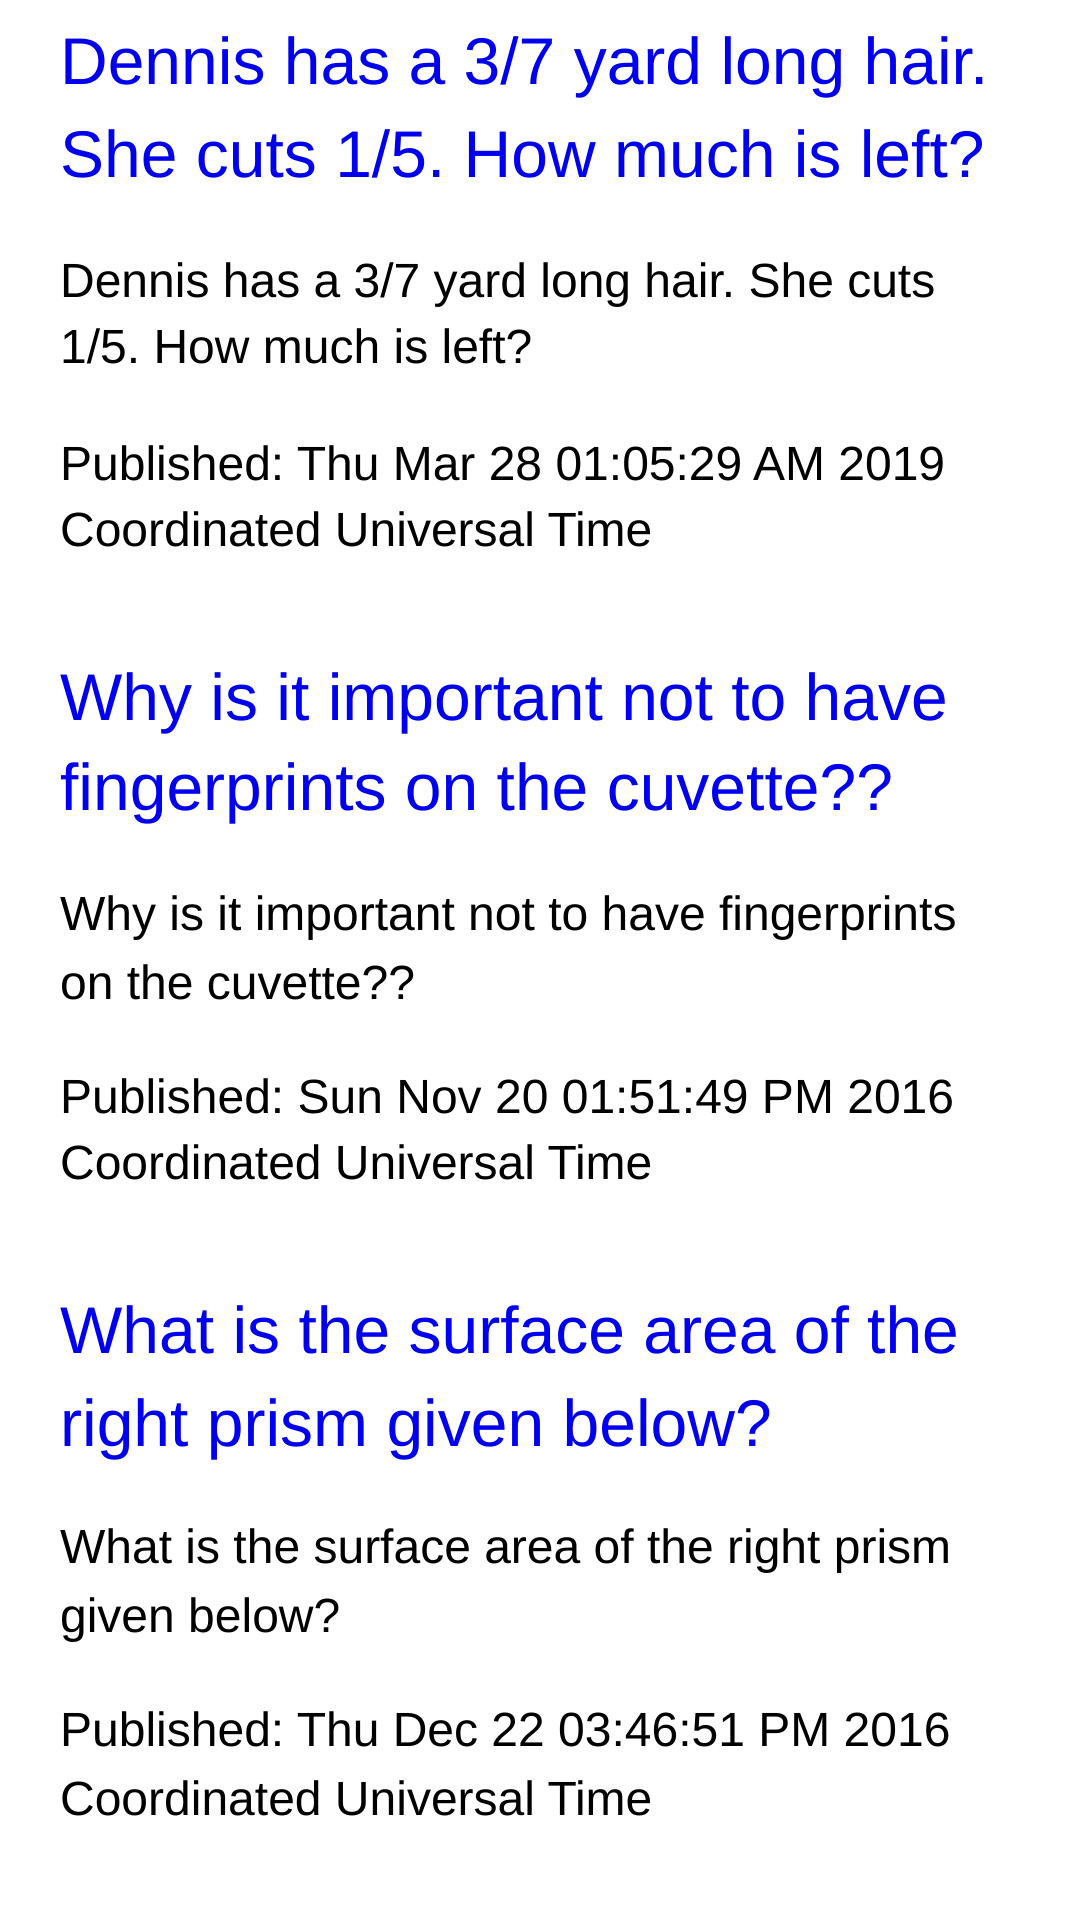 Dennis has a 3/7 yard long hair.
She cuts 1/5. How much is left?
Dennis has a 3/7 yard long hair. She cuts
1/5. How much is left?
Published: Thu Mar 28 01:05:29 AM 2019
Coordinated Universal Time
Why is it important not to have
fingerprints on the cuvette??
Why is it important not to have fingerprints
on the cuvette??
Published: Sun Nov 20 01:51:49 PM 2016
Coordinated Universal Time
What is the surface area of the
right prism given below?
What is the surface area of the right prism
given below?
Published: Thu Dec 22 03:46:51 PM 2016
Coordinated Universal Time